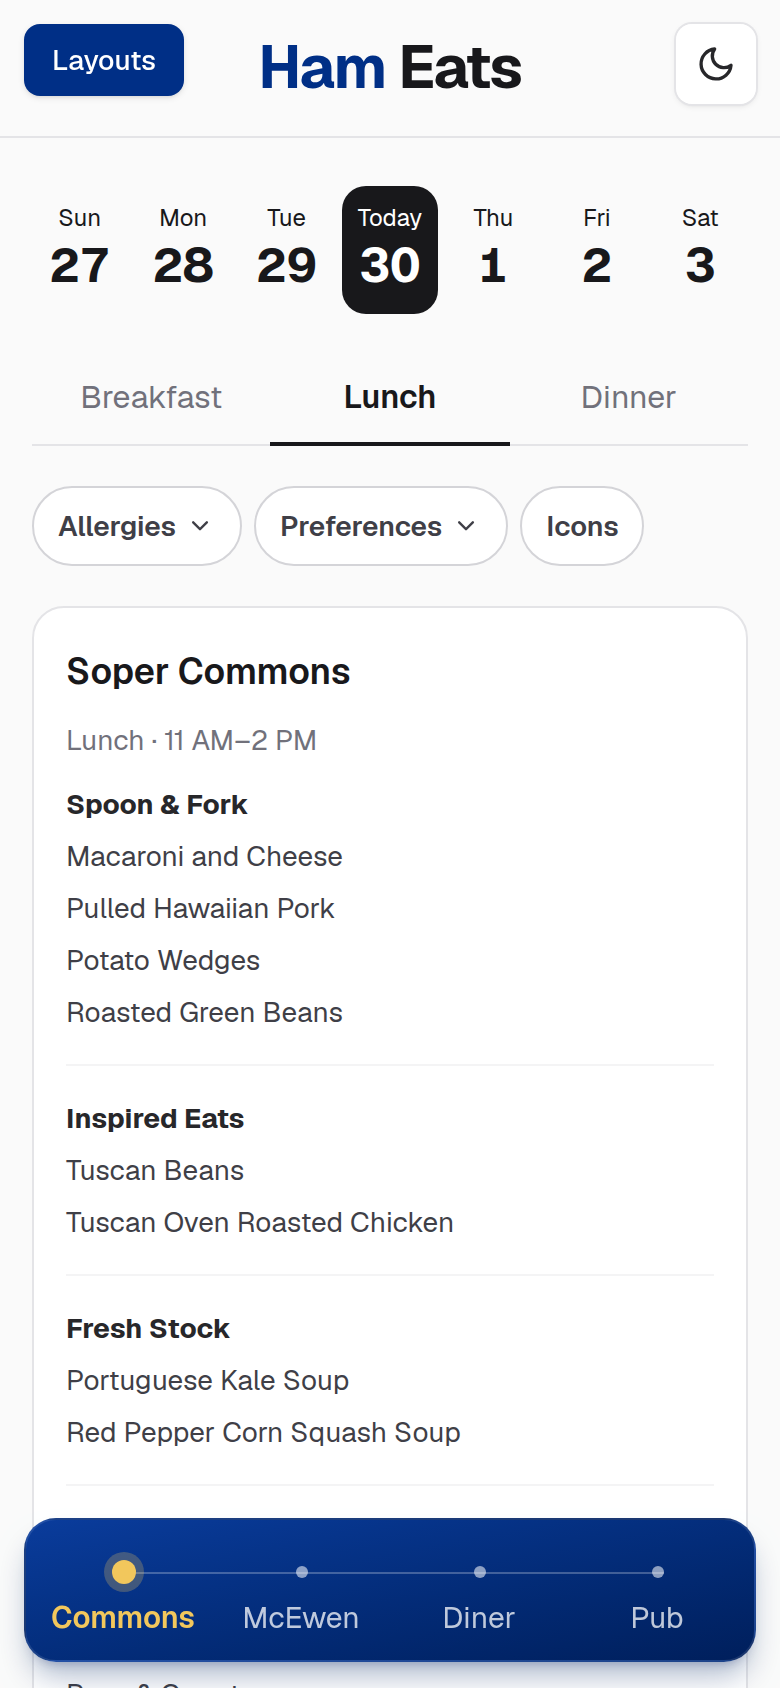 Layouts
Ham Eats
Sun Mon Tue Today Thu Fri Sat
27 28 29 30 1 2 3
Breakfast Lunch Dinner
Allergies Preferences Icons
Soper Commons
Lunch · 11 AM–2 PM
Spoon & Fork
Macaroni and Cheese
Pulled Hawaiian Pork
Potato Wedges
Roasted Green Beans
Inspired Eats
Tuscan Beans
Tuscan Oven Roasted Chicken
Fresh Stock
Portuguese Kale Soup
Red Pepper Corn Squash Soup
Commons McEwen Diner Pub